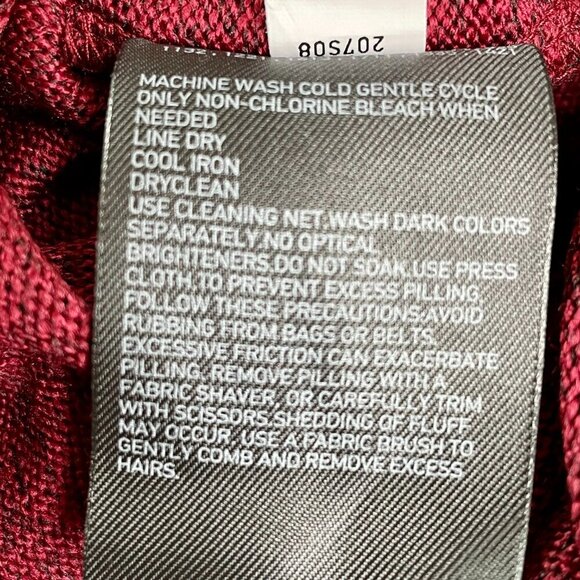 207S08
MACHINE WASH COLD GENTLE CYCLE
ONLY NON-CHLORINE BLEACH WHEN
NEEDED
LINE DRY
COOL IRON
DRYCLEAN
USE CLEANING NET.WASH DARK COLORS
SEPARATELY.NO OPTICAL
BRIGHTENERS.DO NOT SOAK.USE PRESS
CLOTH.TO PREVENT EXCESS PILLING,
FOLLOW THESE PRECAUTIONS.AVOID
RUBBING FROM BAGS OR BELTS.
EXCESSIVE FRICTION CAN EXACERBATE
PILLING. REMOVE PILLING WITH A
FABRIC SHAVER, OR CAREFULLY TRIM
WITH SCISSORS.SHEDDING OF FLUFF
MAY OCCUR. USE A FABRIC BRUSH TO
GENTLY COMB AND REMOVE EXCESS
HAIRS.